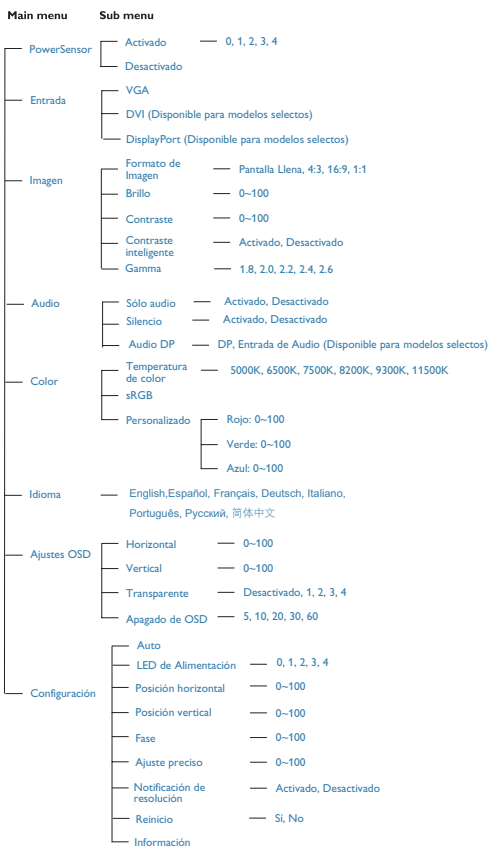 Main menu Sub menu
PowerSensor
Activado 0, 1, 2, 3, 4
Desactivado
Entrada
VGA
DVI (Disponible para modelos selectos)
DisplayPort (Disponible para modelos selectos)
Imagen
Formato de
Imagen
Pantalla Llena, 4:3, 16:9, 1:1
Brillo 0~100
Contraste 0~100
Contraste
inteligente
Activado, Desactivado
Gamma 1.8, 2.0, 2.2, 2.4, 2.6
Audio
Sólo audio Activado, Desactivado
Silencio Activado, Desactivado
Audio DP DP, Entrada de Audio (Disponible para modelos selectos)
Color
Temperatura
de color
5000K, 6500K, 7500K, 8200K, 9300K, 11500K
sRGB
Personalizado
Rojo: 0~100
Verde: 0~100
Azul: 0~100
Idioma
English,Español, Français, Deutsch, Italiano,
Português, Русский, 简体中文
Ajustes OSD
Horizontal 0~100
Vertical 0~100
Transparente Desactivado, 1, 2, 3, 4
Apagado de OSD 5, 10, 20, 30, 60
Configuración
Auto
LED de Alimentación 0, 1, 2, 3, 4
Posición horizontal 0~100
Posición vertical 0~100
Fase 0~100
Ajuste preciso 0~100
Notificación de
resolución
Activado, Desactivado
Reinicio Sí, No
Información